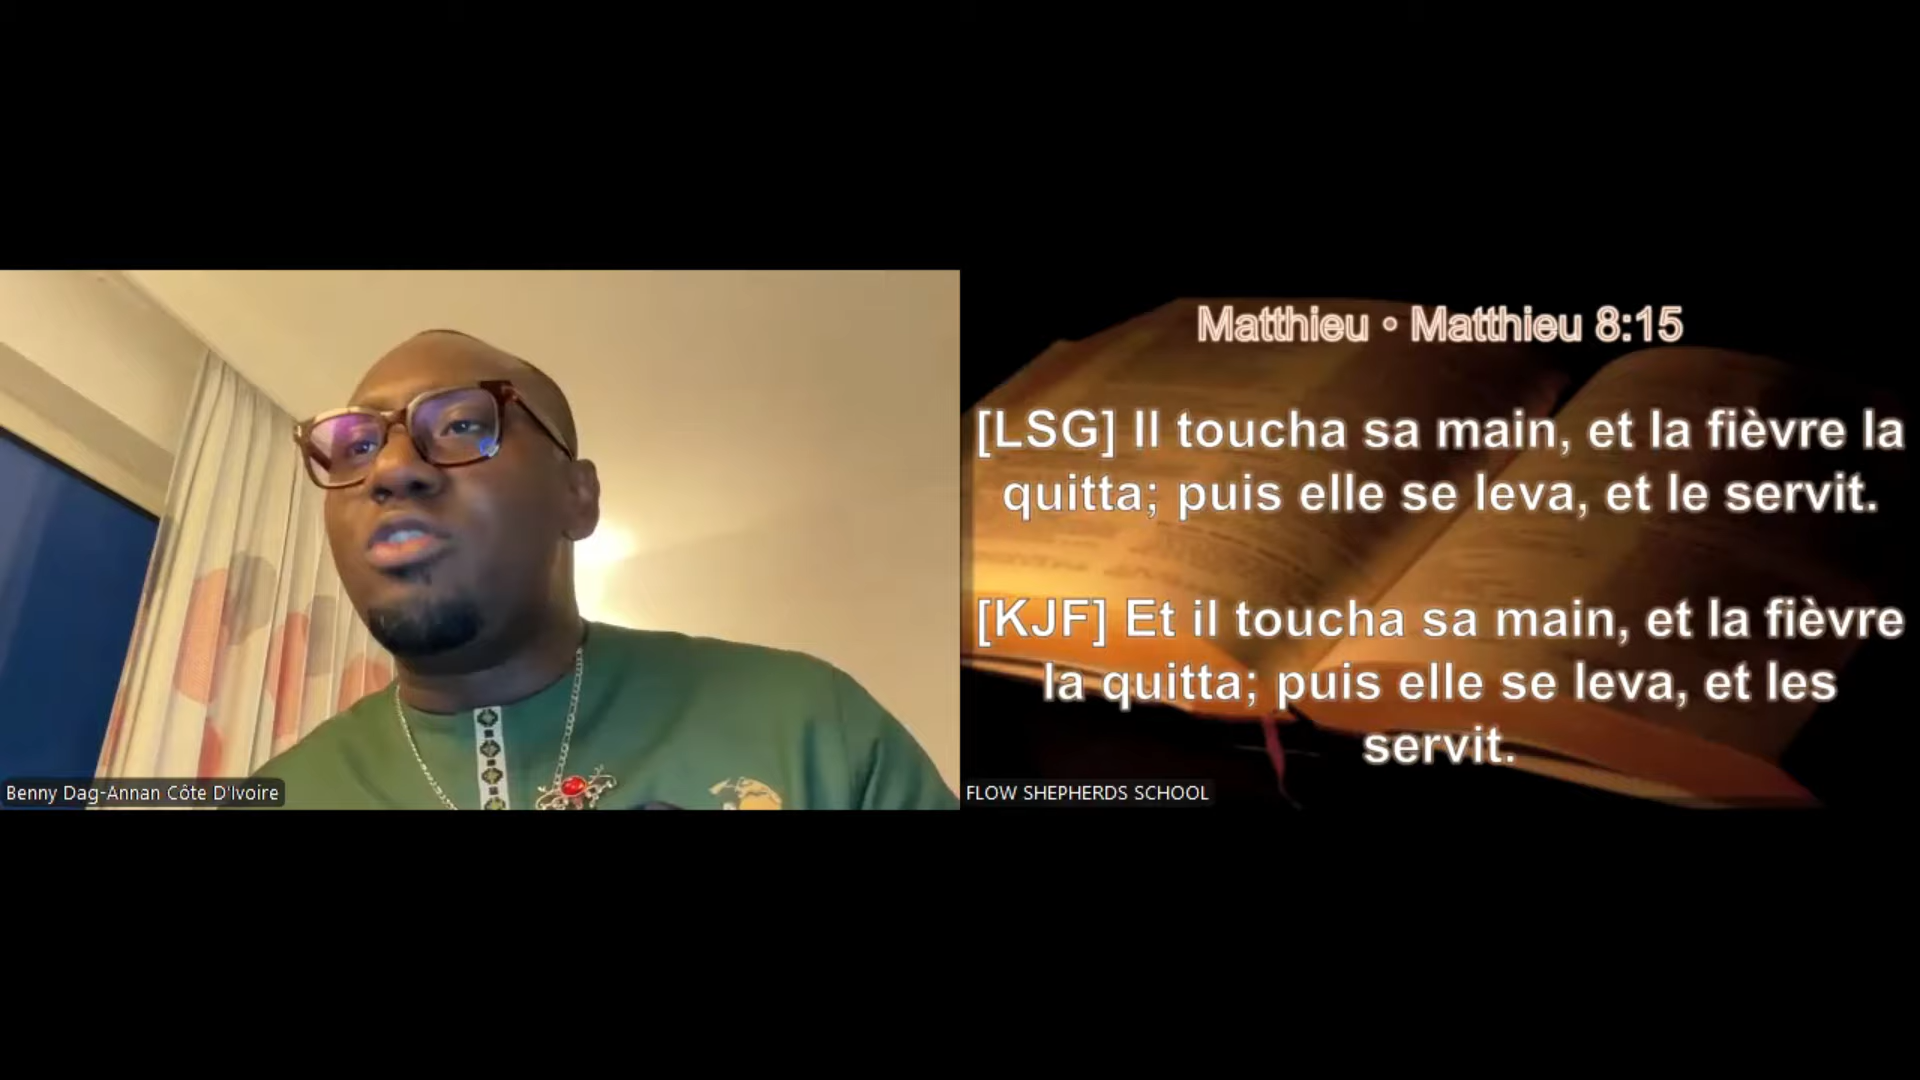 Matthieu • Matthieu 8:15
[LSG] Il toucha sa main, et la fièvre la
quitta; puis elle se leva, et le servit.
[KJF] Et il toucha sa main, et la fièvre
la quitta; puis elle se leva, et les
servit.
Benny Dag-Annan Côte D'Ivoire
FLOW SHEPHERDS SCHOOL